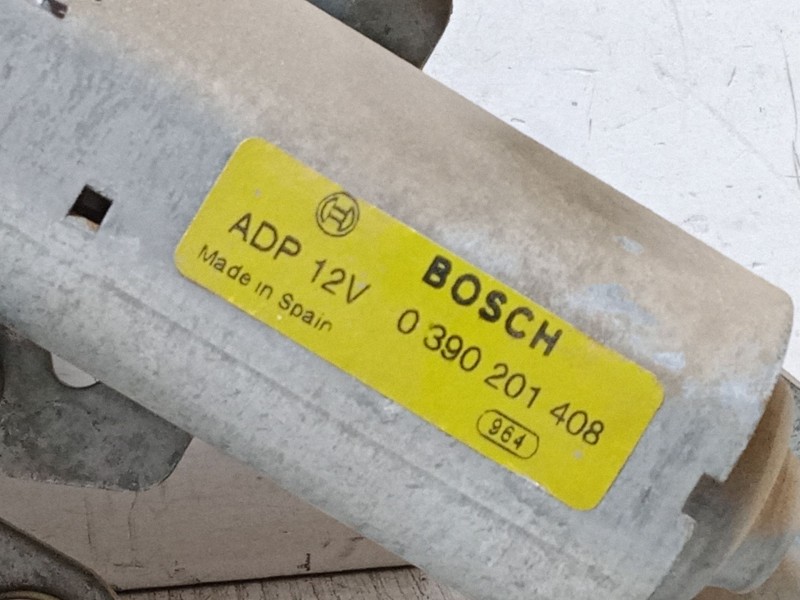 ADP 12V
Made in Spain
BOSCH
0 390 201 408
964